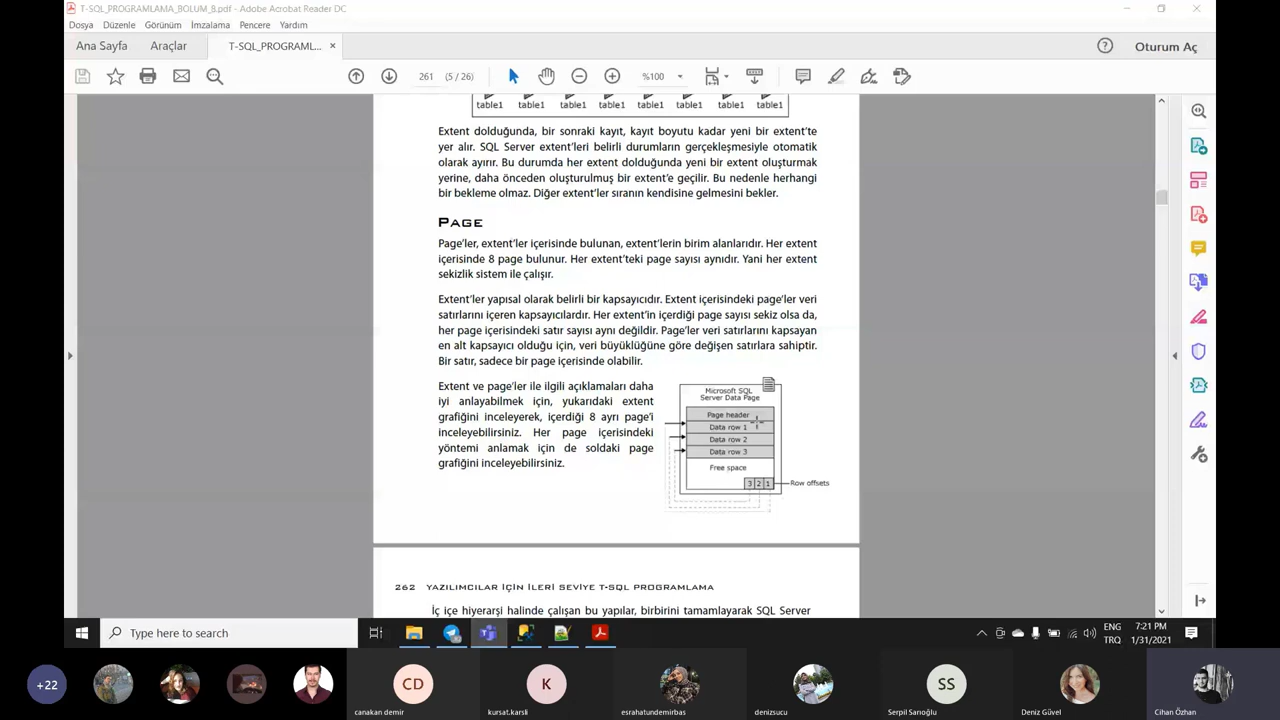 T-SQL_PROGRAMLAMA_BOLUM_8.pdf - Adobe Acrobat Reader DC
Dosya Düzenle Görünüm İmzalama Pencere Yardım
Ana Sayfa Araçlar T-SQL_PROGRAML... × Oturum Aç
261 (5 / 26) %100
table1 table1 table1 table1 table1 table1 table1 table1
Extent dolduğunda, bir sonraki kayıt, kayıt boyutu kadar yeni bir extent'te
yer alır. SQL Server extent'leri belirli durumların gerçekleşmesiyle otomatik
olarak ayırır. Bu durumda her extent dolduğunda yeni bir extent oluşturmak
yerine, daha önceden oluşturulmuş bir extent'e geçilir. Bu nedenle herhangi
bir bekleme olmaz. Diğer extent'ler sıranın kendisine gelmesini bekler.
PAGE
Page'ler, extent'ler içerisinde bulunan, extent'lerin birim alanlarıdır. Her extent
içerisinde 8 page bulunur. Her extent'teki page sayısı aynıdır. Yani her extent
sekizlik sistem ile çalışır.
Extent'ler yapısal olarak belirli bir kapsayıcıdır. Extent içerisindeki page'ler veri
satırlarını içeren kapsayıcılardır. Her extent'in içerdiği page sayısı sekiz olsa da,
her page içerisindeki satır sayısı aynı değildir. Page'ler veri satırlarını kapsayan
en alt kapsayıcı olduğu için, veri büyüklüğüne göre değişen satırlara sahiptir.
Bir satır, sadece bir page içerisinde olabilir.
Extent ve page'ler ile ilgili açıklamaları daha
iyi anlayabilmek için, yukarıdaki extent
grafiğini inceleyerek, içerdiği 8 ayrı page'i
inceleyebilirsiniz. Her page içerisindeki
yöntemi anlamak için de soldaki page
grafiğini inceleyebilirsiniz.
Microsoft SQL
Server Data Page
Page header
Data row 1
Data row 2
Data row 3
Free space
3 2 1 Row offsets
262 YAZILIMCILAR İÇİN İLERİ SEVİYE T-SQL PROGRAMLAMA
İç içe hiyerarşi halinde çalışan bu yapılar, birbirini tamamlayarak SQL Server
Type here to search
ENG 7:21 PM
TRQ 1/31/2021
+22 CD K SS
canakan demir kursat.karsli esrahatundemirbas denizsucu Serpil Sarıoğlu Deniz Güvel Cihan Özhan